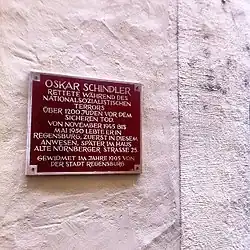 OSKAR SCHINDLER
RETTETE WÄHREND DES
NATIONALSOZIALISTISCHEN
TERRORS
ÜBER 1200 JUDEN VOR DEM
SICHEREN TOD.
VON NOVEMBER 1945 BIS
MAI 1950 LEBTE ER IN
REGENSBURG, ZUERST IN DIESEM
ANWESEN, SPÄTER IM HAUS
ALTE NÜRNBERGER STRASSE 25.
GEWIDMET IM JAHRE 1995 VON
DER STADT REGENSBURG